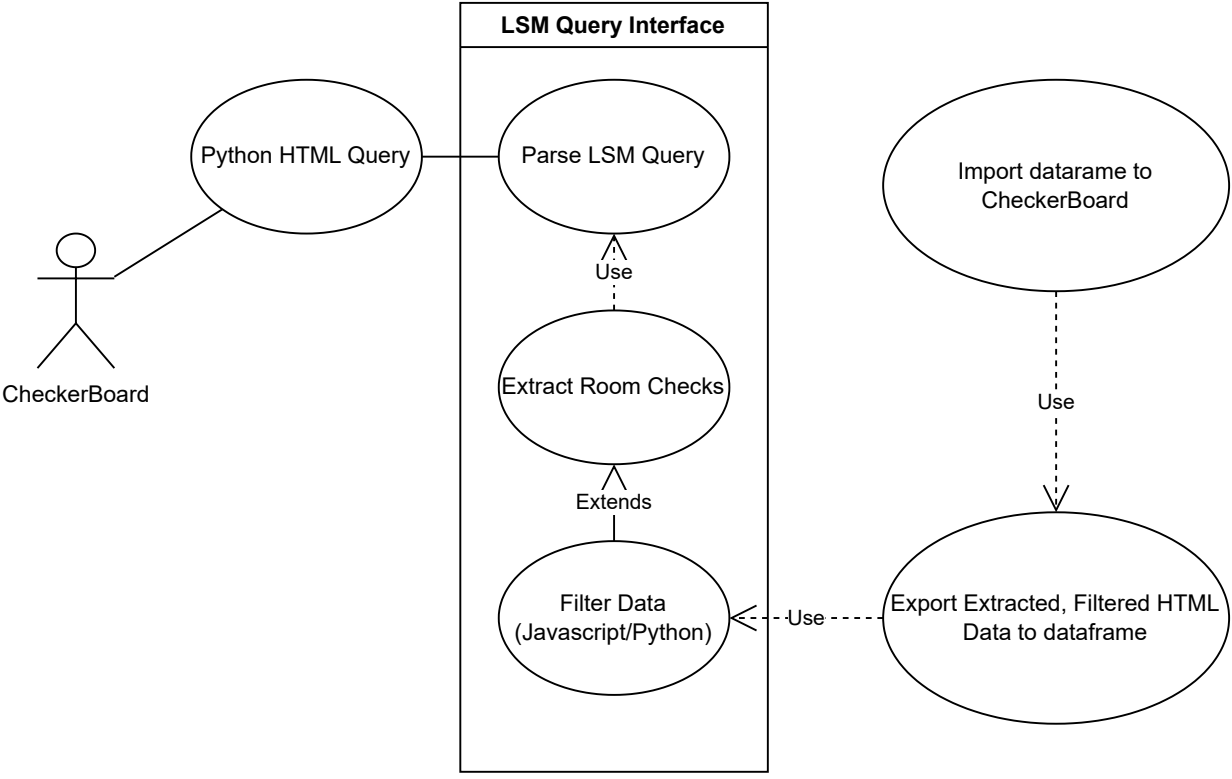 LSM Query Interface
Python HTML Query
Parse LSM Query
Import datarame to
CheckerBoard
Use
CheckerBoard
Extract Room Checks
Use
Extends
Filter Data
(Javascript/Python)
Use
Export Extracted, Filtered HTML
Data to dataframe